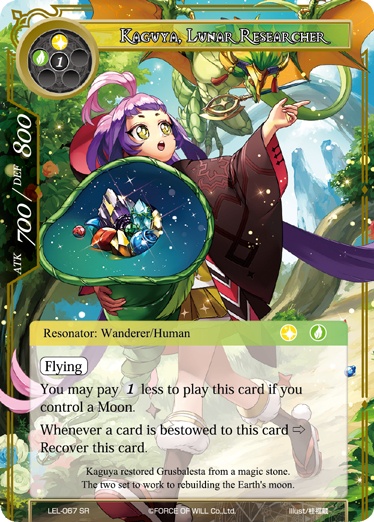 Kaguya, Lunar Researcher
1
ATK 700 / DEF 800
Resonator: Wanderer/Human
Flying
You may pay 1 less to play this card if you
control a Moon.
Whenever a card is bestowed to this card ⇨
Recover this card.
Kaguya restored Grusbalesta from a magic stone.
The two set to work to rebuilding the Earth's moon.
LEL-067 SR
©FORCE OF WILL Co.,Ltd.